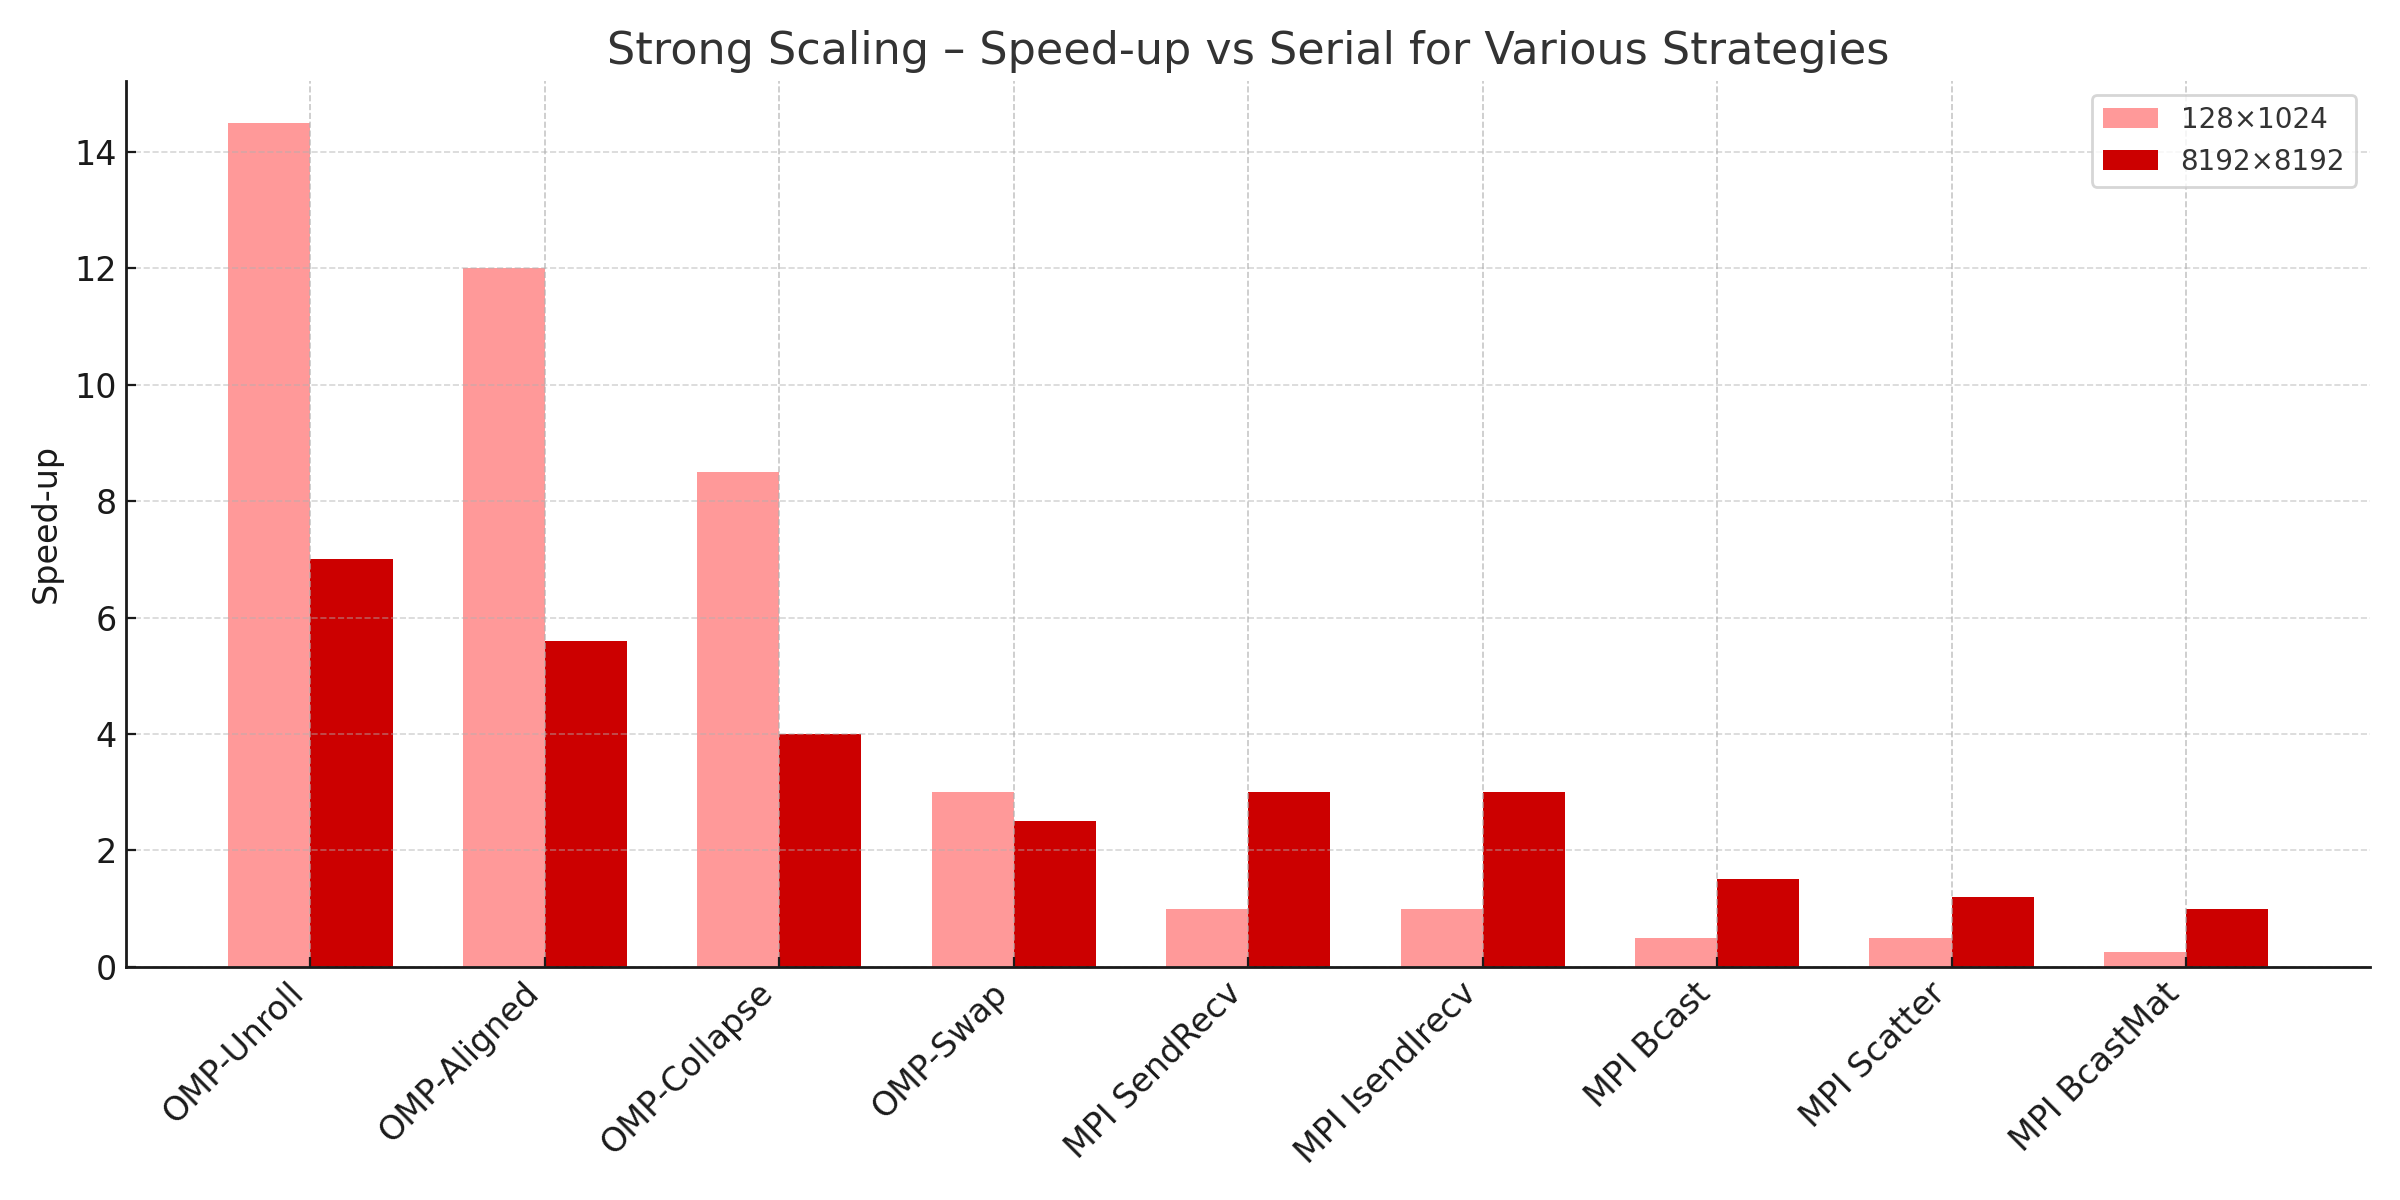 Strong Scaling – Speed-up vs Serial for Various Strategies
128×1024
8192×8192
Speed-up
14
12
10
8
6
4
2
0
OMP-Unroll
OMP-Aligned
OMP-Collapse
OMP-Swap
MPI SendRecv
MPI IsendIrecv
MPI Bcast
MPI Scatter
MPI BcastMat